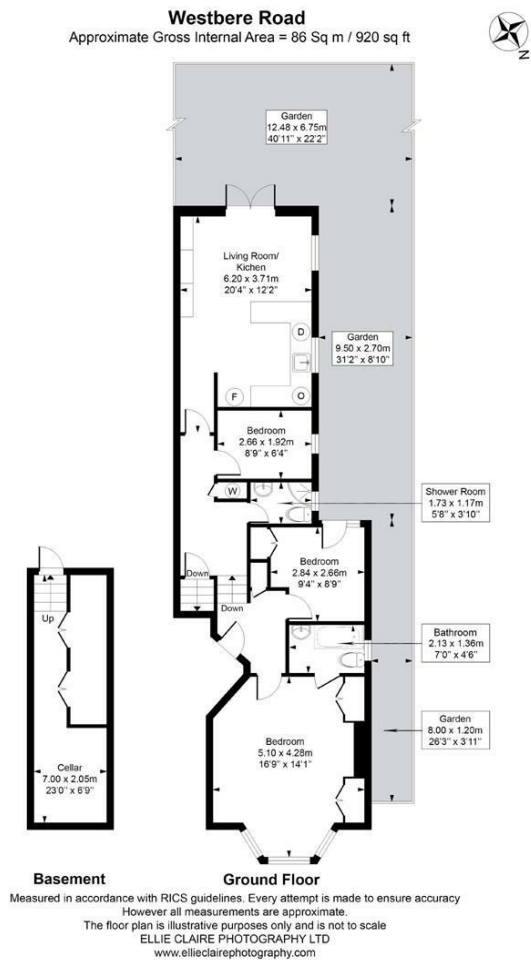 Westbere Road
Approximate Gross Internal Area = 86 Sq m / 920 sq ft
N
Garden
12.48 x 6.75m
40'11" x 22'2"
Living Room/
Kichen
6.20 x 3.71m
20'4" x 12'2"
D
Garden
9.50 x 2.70m
31'2" x 8'10"
F
O
Bedroom
2.66 x 1.92m
8'9" x 6'4"
W
Shower Room
1.73 x 1.17m
5'8" x 3'10"
Bedroom
2.84 x 2.66m
9'4" x 8'9"
Down
Down
Up
Bathroom
2.13 x 1.36m
7'0" x 4'6"
Garden
8.00 x 1.20m
26'3" x 3'11"
Bedroom
5.10 x 4.28m
16'9" x 14'1"
Cellar
7.00 x 2.05m
23'0" x 6'9"
Basement
Ground Floor
Measured in accordance with RICS guidelines. Every attempt is made to ensure accuracy
However all measurements are approximate.
The floor plan is illustrative purposes only and is not to scale
ELLIE CLAIRE PHOTOGRAPHY LTD
www.ellieclairephotography.com